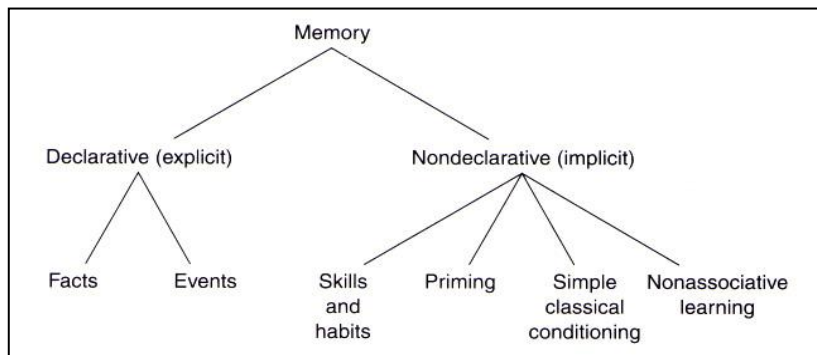 Memory
Declarative (explicit)
Nondeclarative (implicit)
Facts
Events
Skills
and
habits
Priming
Simple
classical
conditioning
Nonassociative
learning